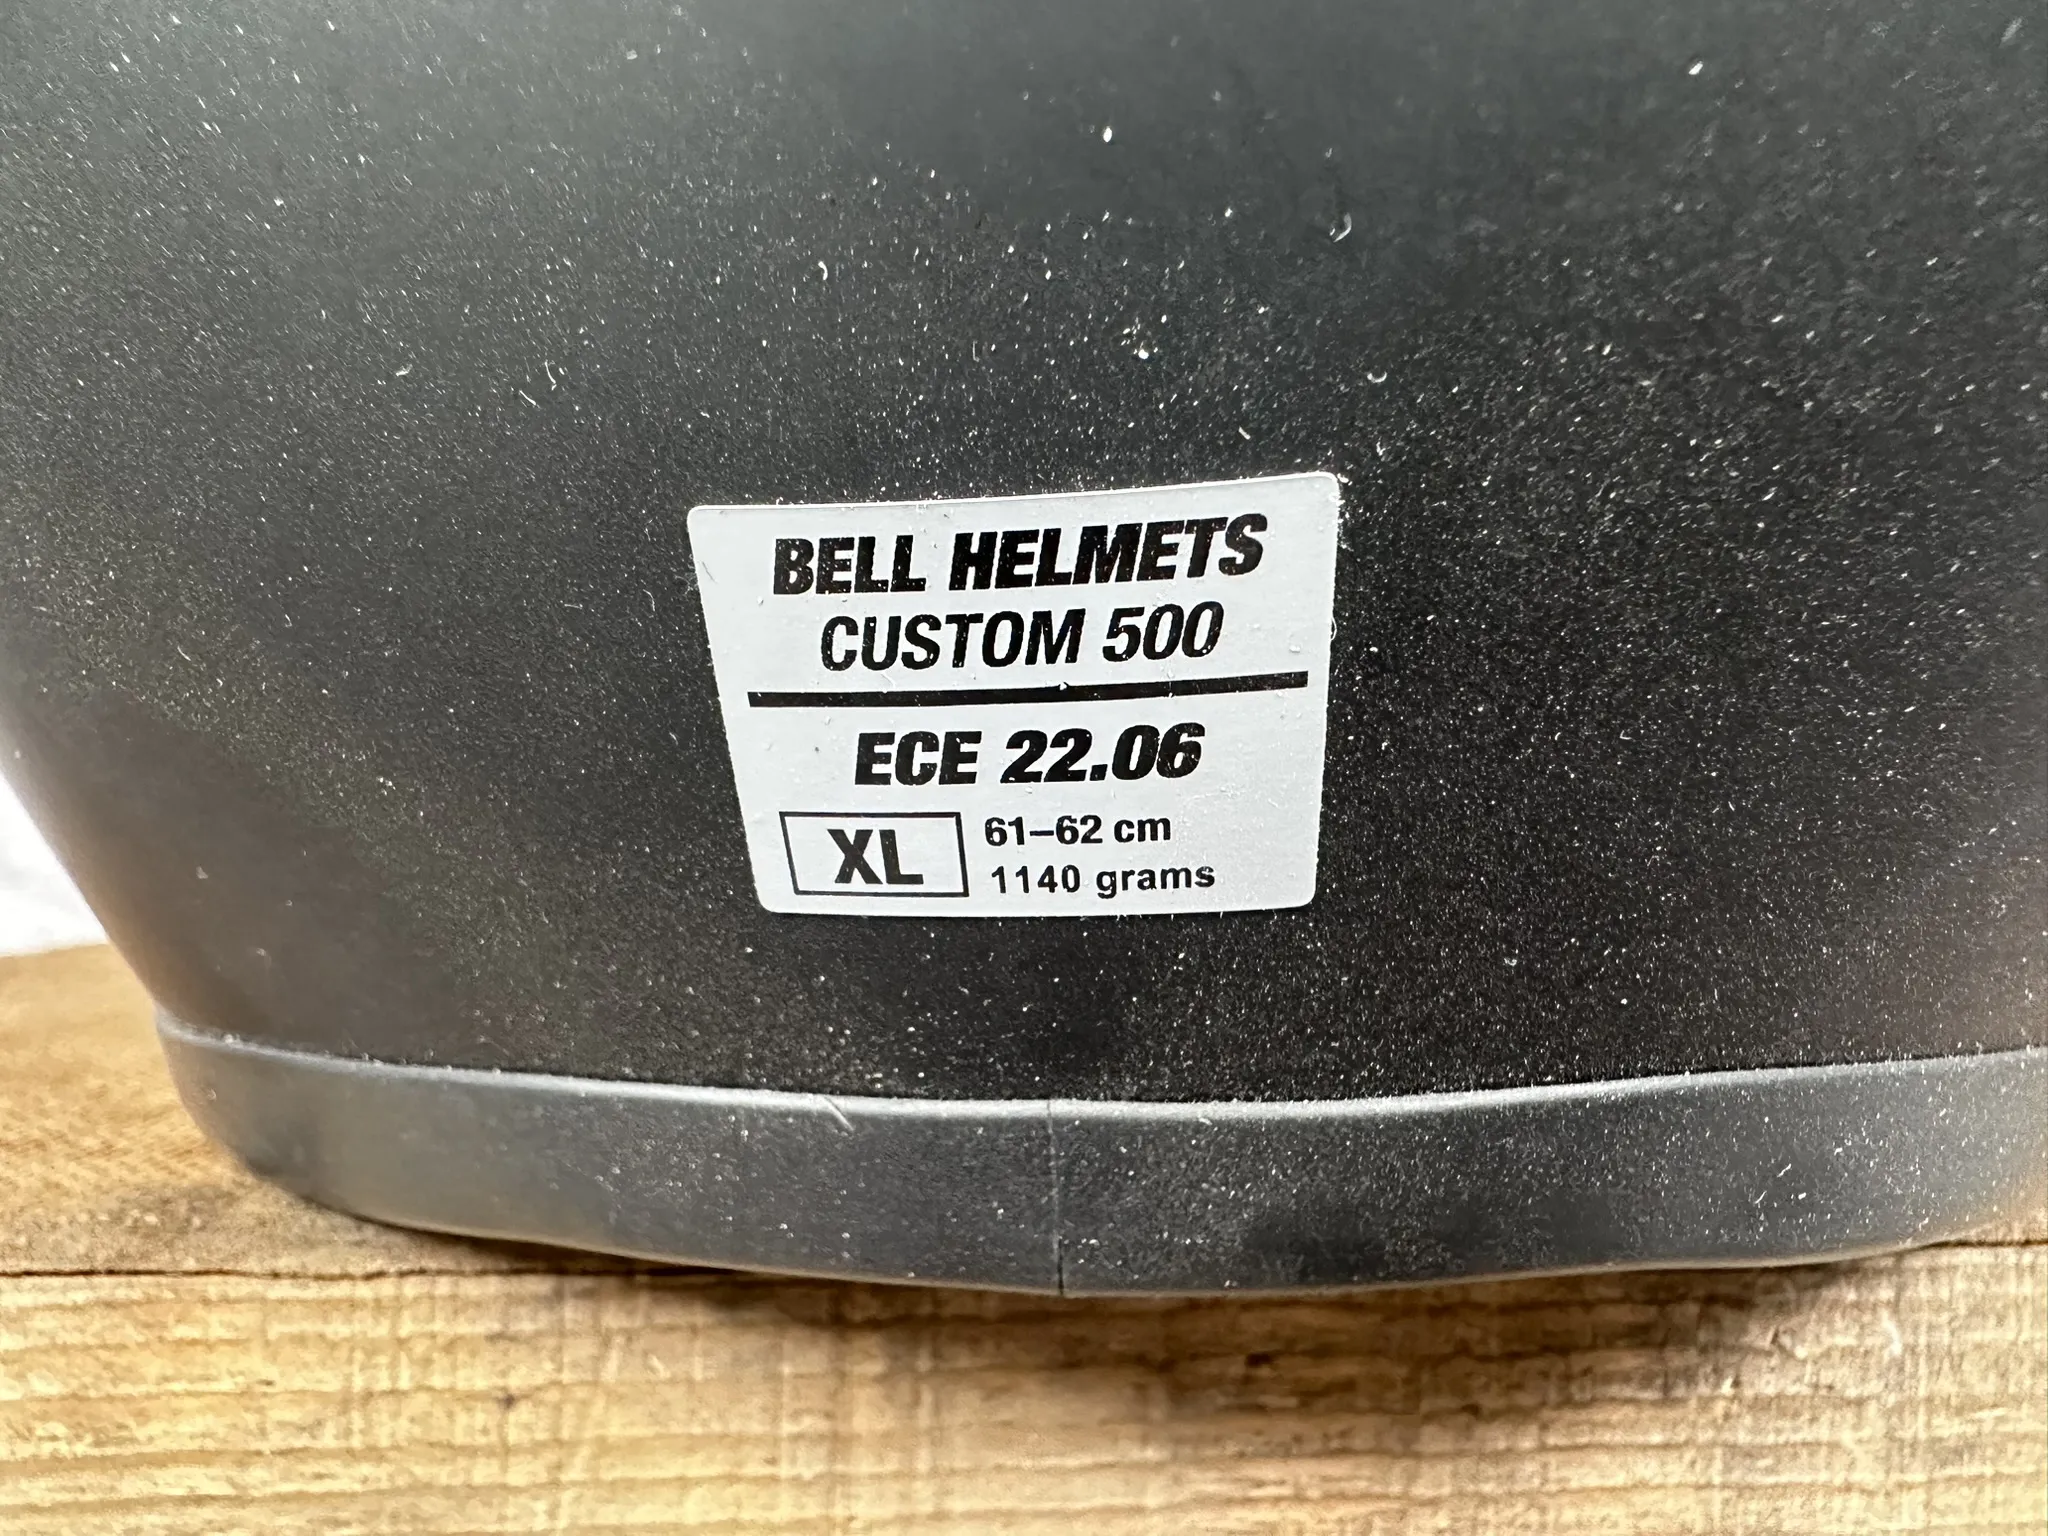 BELL HELMETS
CUSTOM 500
ECE 22.06
XL
61–62 cm
1140 grams